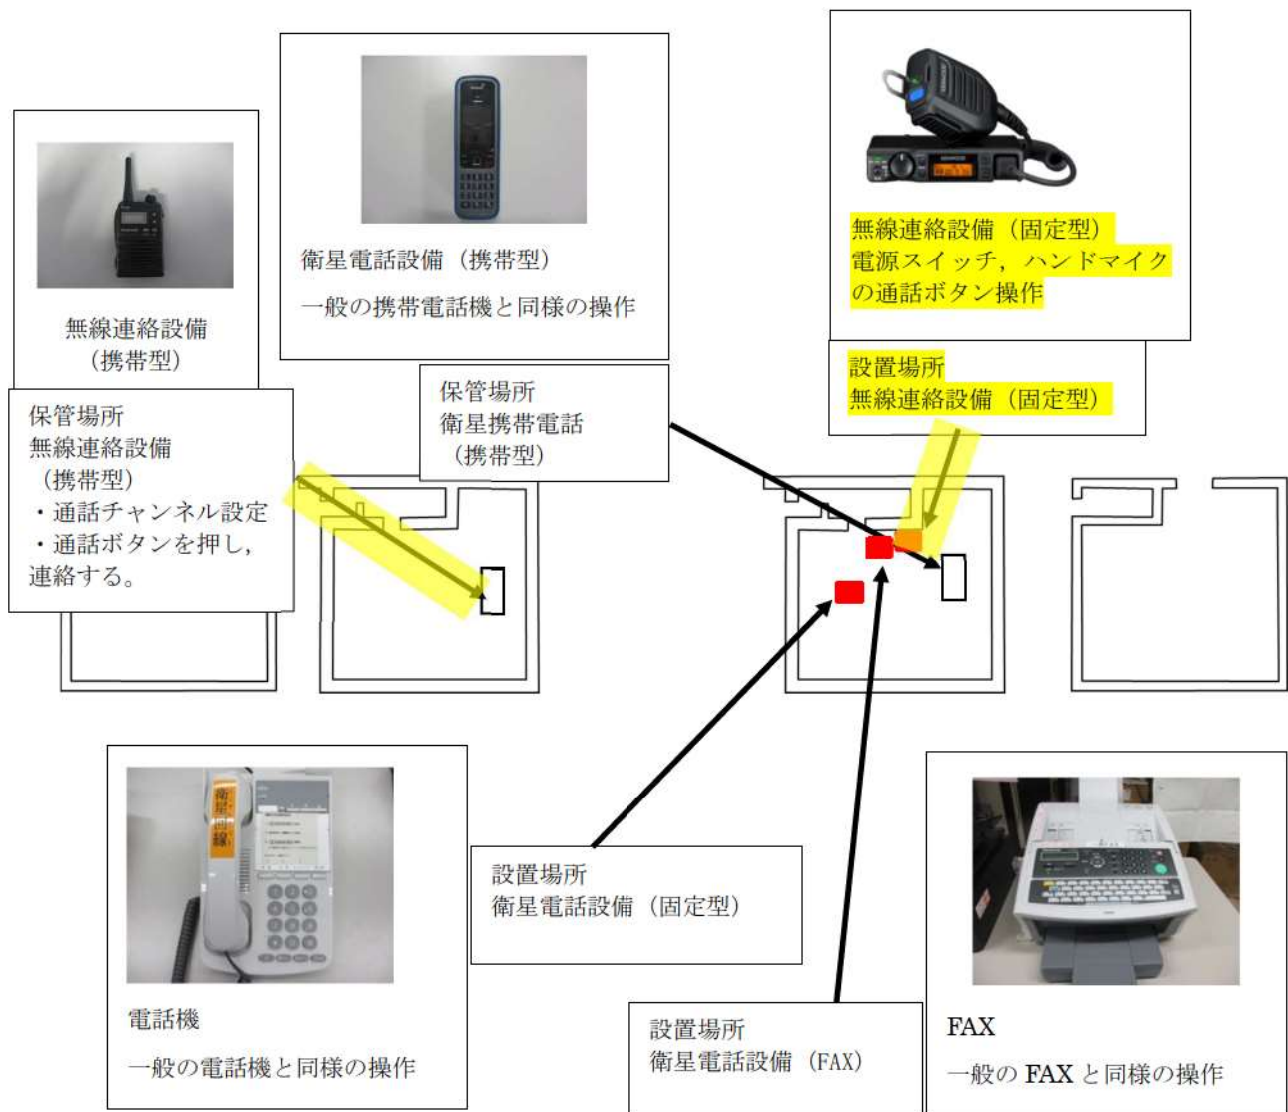 無線連絡設備
（携帯型）
保管場所
無線連絡設備
（携帯型）
・通話チャンネル設定
・通話ボタンを押し，
連絡する。
衛星電話設備（携帯型）
一般の携帯電話機と同様の操作
保管場所
衛星携帯電話
（携帯型）
KENWOOD
無線連絡設備（固定型）
電源スイッチ，ハンドマイク
の通話ボタン操作
設置場所
無線連絡設備（固定型）
衛星回線
電話機
一般の電話機と同様の操作
設置場所
衛星電話設備（固定型）
設置場所
衛星電話設備（FAX）
FAX
一般の FAX と同様の操作